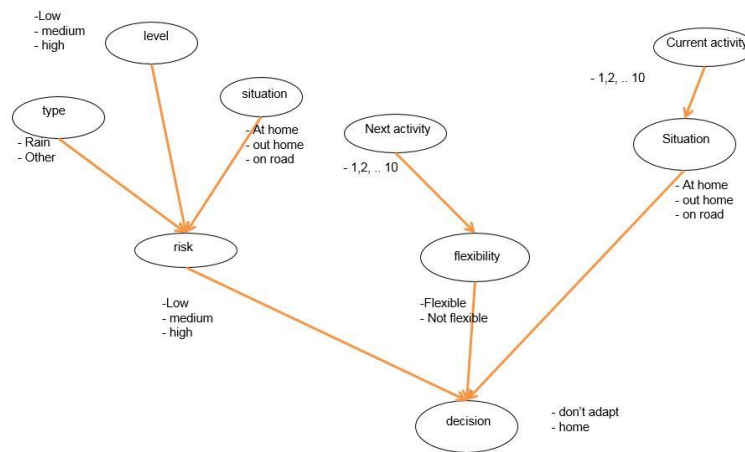 -Low
- medium
- high
level
Current activity
- 1,2, .. 10
situation
type
- At home
- out home
- on road
- Rain
- Other
Next activity
- 1,2, .. 10
Situation
- At home
- out home
- on road
risk
flexibility
-Low
- medium
- high
-Flexible
- Not flexible
decision
- don't adapt
- home